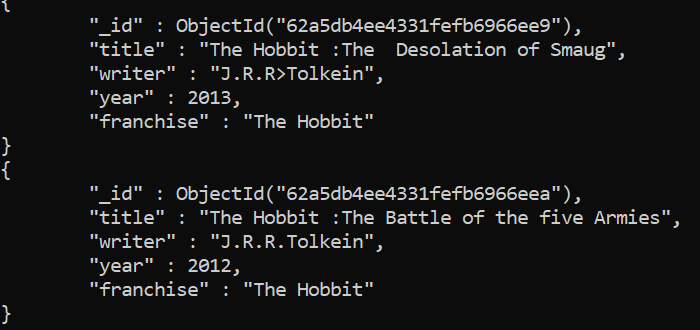 {
"_id" : ObjectId("62a5db4ee4331fefb6966ee9"),
"title" : "The Hobbit :The  Desolation of Smaug",
"writer" : "J.R.R>Tolkein",
"year" : 2013,
"franchise" : "The Hobbit"
}
{
"_id" : ObjectId("62a5db4ee4331fefb6966eea"),
"title" : "The Hobbit :The Battle of the five Armies",
"writer" : "J.R.R.Tolkein",
"year" : 2012,
"franchise" : "The Hobbit"
}